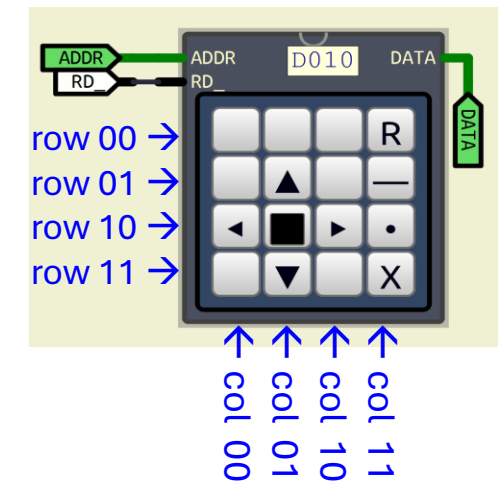 ADDR ADDR D010 DATA
RD_ RD_
DATA
row 00 → R
row 01 → ▲ —
row 10 → ◄ ■ ► •
row 11 → ▼ X
← col 00
← col 01
← col 10
← col 11